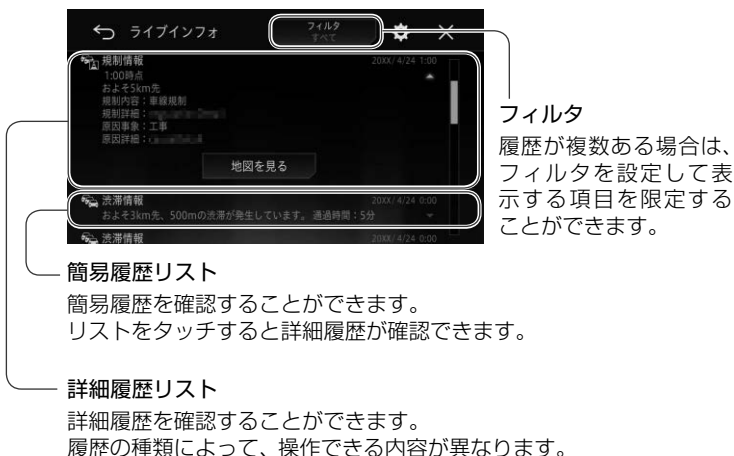 ライブインフォ
フィルタ
すべて
規制情報
20XX/ 4/24 1:00
1:00時点
およそ5km先
規制内容：車線規制
規制詳細：
原因事象：工事
原因詳細：
地図を見る
渋滞情報
20XX/ 4/24 0:00
およそ3km先、500mの渋滞が発生しています。 通過時間：5分
渋滞情報
20XX/ 4/24 0:00
フィルタ
履歴が複数ある場合は、
フィルタを設定して表
示する項目を限定する
ことができます。
簡易履歴リスト
簡易履歴を確認することができます。
リストをタッチすると詳細履歴が確認できます。
詳細履歴リスト
詳細履歴を確認することができます。
履歴の種類によって、操作できる内容が異なります。